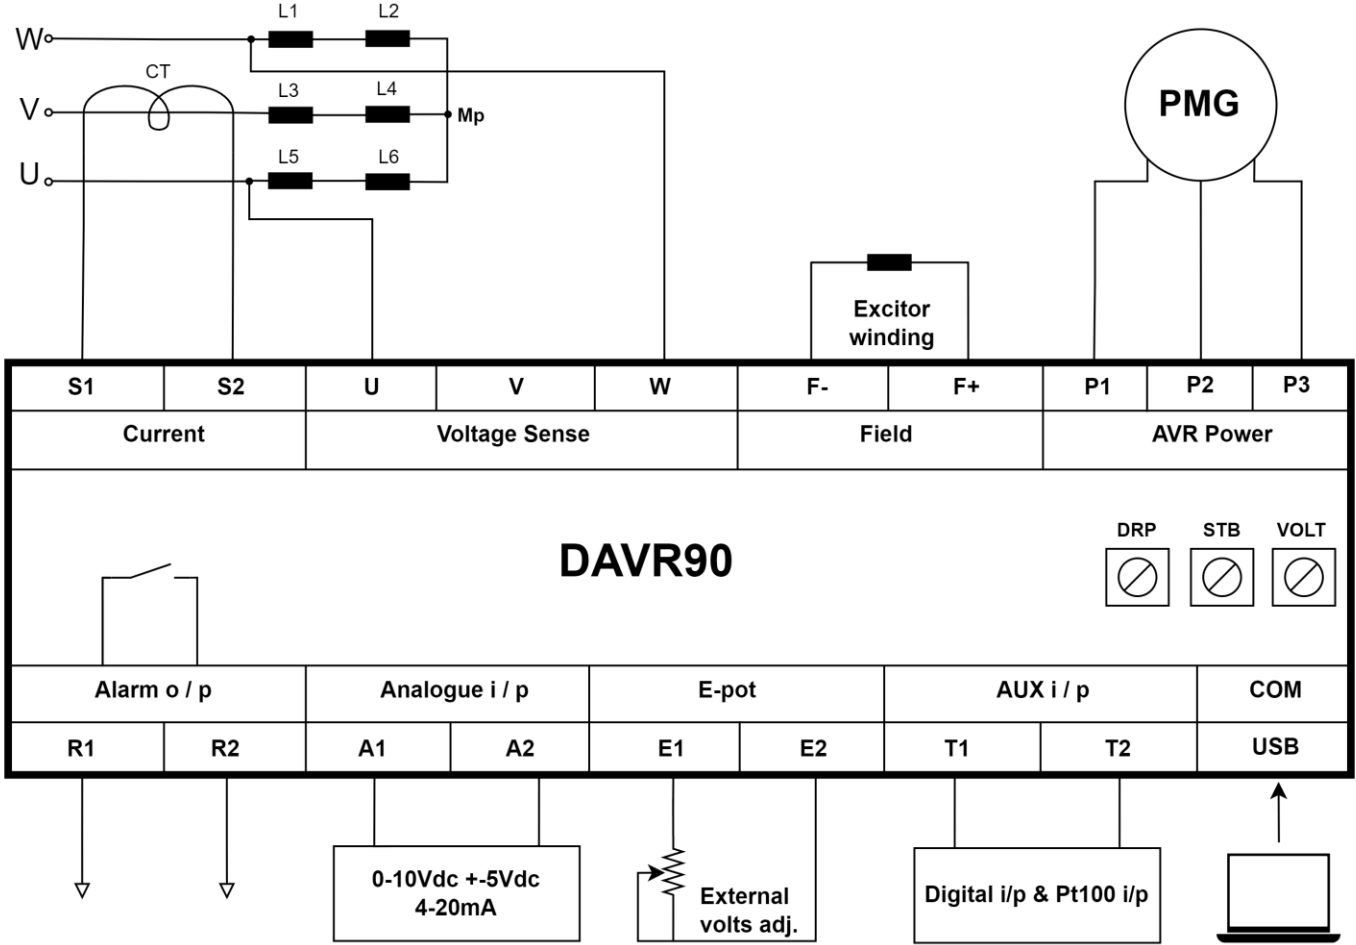 L1 L2
W
CT
L3 L4
V
Mp
L5 L6
U
PMG
Excitor
winding
S1 S2 U V W F- F+ P1 P2 P3
Current Voltage Sense Field AVR Power
DRP STB VOLT
DAVR90
Alarm o / p Analogue i / p E-pot AUX i / p COM
R1 R2 A1 A2 E1 E2 T1 T2 USB
0-10Vdc +-5Vdc
4-20mA
External
volts adj.
Digital i/p & Pt100 i/p